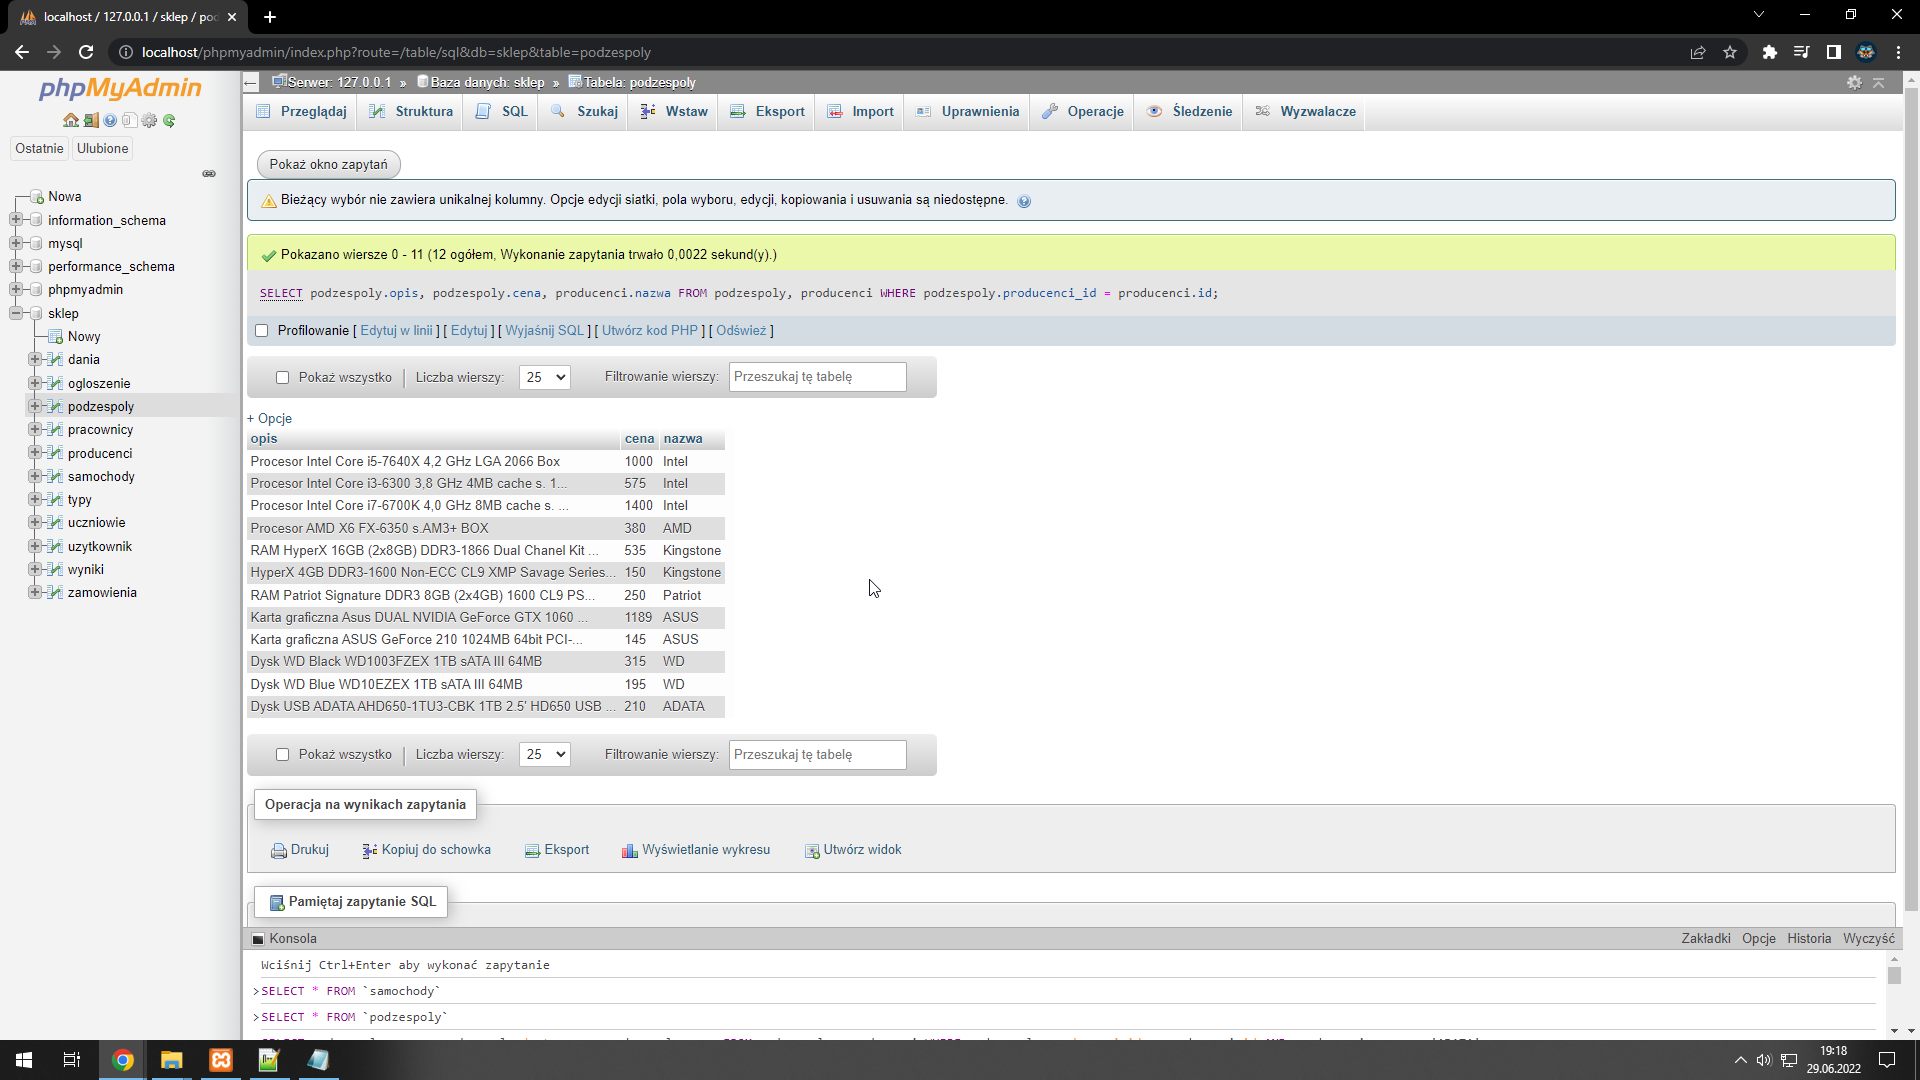 localhost / 127.0.0.1 / sklep / pod
localhost/phpmyadmin/index.php?route=/table/sql&db=sklep&table=podzespoly
phpMyAdmin
Ostatnie Ulubione
Nowa
information_schema
mysql
performance_schema
phpmyadmin
sklep
Nowy
dania
ogloszenie
podzespoly
pracownicy
producenci
samochody
typy
uczniowie
uzytkownik
wyniki
zamowienia
Serwer: 127.0.0.1 » Baza danych: sklep » Tabela: podzespoly
Przeglądaj Struktura SQL Szukaj Wstaw Eksport Import Uprawnienia Operacje Śledzenie Wyzwalacze
Pokaż okno zapytań
Bieżący wybór nie zawiera unikalnej kolumny. Opcje edycji siatki, pola wyboru, edycji, kopiowania i usuwania są niedostępne.
Pokazano wiersze 0 - 11 (12 ogółem, Wykonanie zapytania trwało 0,0022 sekund(y).)
SELECT podzespoly.opis, podzespoly.cena, producenci.nazwa FROM podzespoly, producenci WHERE podzespoly.producenci_id = producenci.id;
Profilowanie [ Edytuj w linii ] [ Edytuj ] [ Wyjaśnij SQL ] [ Utwórz kod PHP ] [ Odśwież ]
Pokaż wszystko | Liczba wierszy: 25 Filtrowanie wierszy: Przeszukaj tę tabelę
+ Opcje
opis cena nazwa
Procesor Intel Core i5-7640X 4,2 GHz LGA 2066 Box 1000 Intel
Procesor Intel Core i3-6300 3,8 GHz 4MB cache s. 1... 575 Intel
Procesor Intel Core i7-6700K 4,0 GHz 8MB cache s. ... 1400 Intel
Procesor AMD X6 FX-6350 s.AM3+ BOX 380 AMD
RAM HyperX 16GB (2x8GB) DDR3-1866 Dual Chanel Kit ... 535 Kingstone
HyperX 4GB DDR3-1600 Non-ECC CL9 XMP Savage Series... 150 Kingstone
RAM Patriot Signature DDR3 8GB (2x4GB) 1600 CL9 PS... 250 Patriot
Karta graficzna Asus DUAL NVIDIA GeForce GTX 1060 ... 1189 ASUS
Karta graficzna ASUS GeForce 210 1024MB 64bit PCI-... 145 ASUS
Dysk WD Black WD1003FZEX 1TB sATA III 64MB 315 WD
Dysk WD Blue WD10EZEX 1TB sATA III 64MB 195 WD
Dysk USB ADATA AHD650-1TU3-CBK 1TB 2.5' HD650 USB ... 210 ADATA
Pokaż wszystko | Liczba wierszy: 25 Filtrowanie wierszy: Przeszukaj tę tabelę
Operacja na wynikach zapytania
Drukuj Kopiuj do schowka Eksport Wyświetlanie wykresu Utwórz widok
Pamiętaj zapytanie SQL
Konsola Zakładki Opcje Historia Wyczyść
Wciśnij Ctrl+Enter aby wykonać zapytanie
>SELECT * FROM `samochody`
>SELECT * FROM `podzespoly`
19:18
29.06.2022